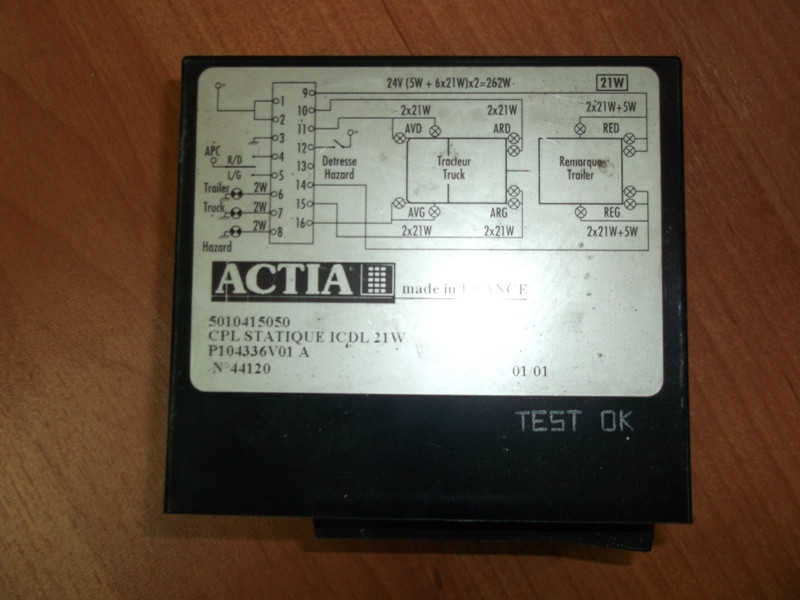 24V (5W + 6x21W)x2=262W 21W
1
2
3
4
5
6
7
8
9
10
11
12
13
14
15
16
APC
R/D
L/G
Trailer 2W
Truck 2W
2W
Hazard
Detresse
Hazard
2x21W 2x21W 2x21W+5W
AVD ARD RED
Tracteur
Truck
Remarque
Trailer
AVG ARG REG
2x21W 2x21W 2x21W+5W
ACTIA made in FRANCE
5010415050
CPL STATIQUE ICDL 21W
P104336V01 A
N°44120 01 01
TEST OK